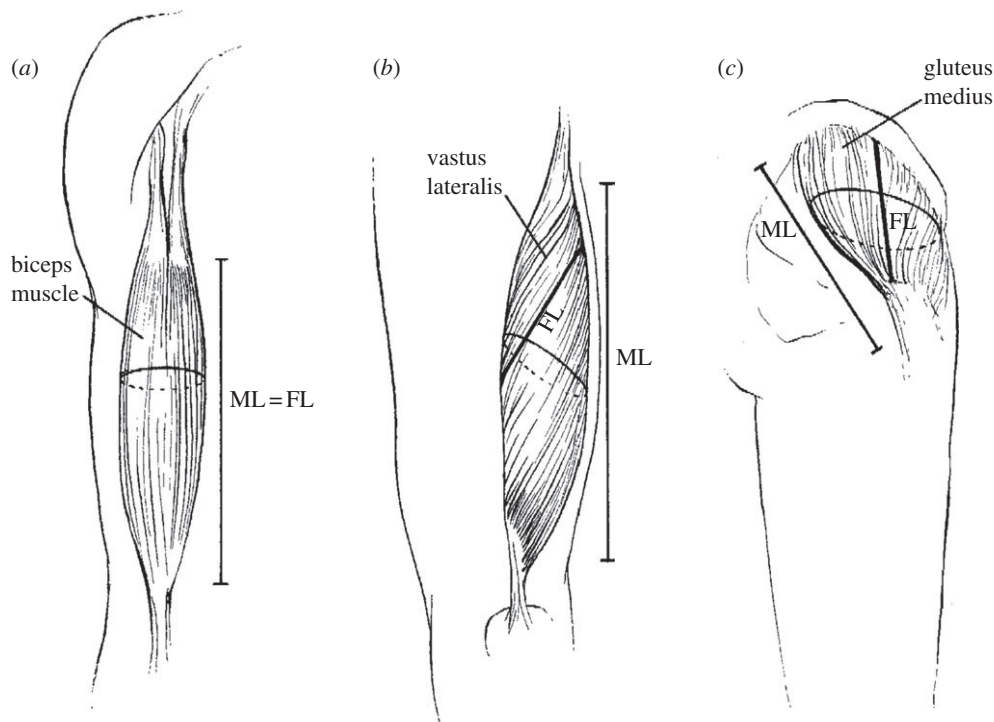 (a)
biceps
muscle
ML = FL
(b)
vastus
lateralis
FL
ML
(c)
gluteus
medius
ML
FL